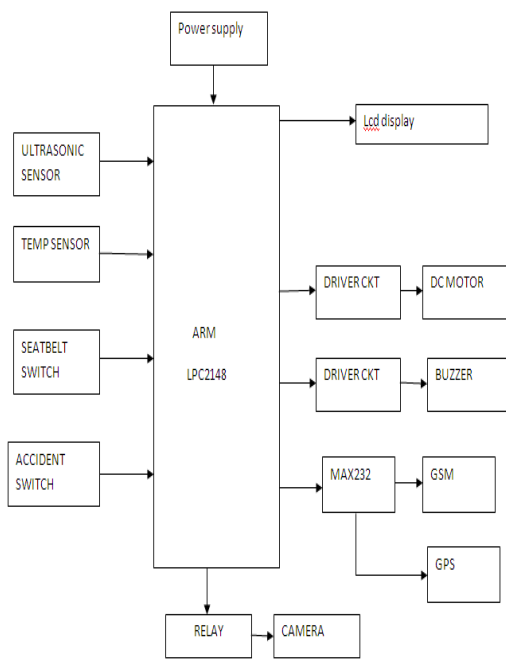 Power supply
Lcd display
ULTRASONIC
SENSOR
TEMP SENSOR
DRIVER CKT
DC MOTOR
ARM
LPC2148
SEATBELT
SWITCH
DRIVER CKT
BUZZER
ACCIDENT
SWITCH
MAX232
GSM
GPS
RELAY
CAMERA